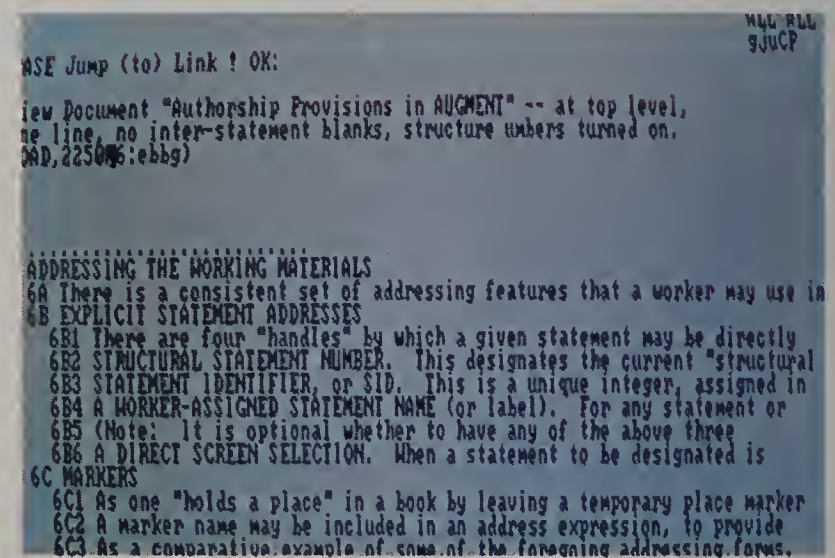 ALL ALL
gjuCP
ASE Jump (to) Link ! OK:
iew Document "Authorship Provisions in AUGMENT" -- at top level,
ne line, no inter-statement blanks, structure umbers turned on.
OAD,2250 6:ebbg)
ADDRESSING THE WORKING MATERIALS
6A There is a consistent set of addressing features that a worker may use in
6B EXPLICIT STATEMENT ADDRESSES
6B1 There are four "handles" by which a given statement may be directly
6B2 STRUCTURAL STATEMENT NUMBER. This designates the current "structural
6B3 STATEMENT IDENTIFIER, or SID. This is a unique integer, assigned in
6B4 A WORKER-ASSIGNED STATEMENT NAME (or label). For any statement or
6B5 (Note: It is optional whether to have any of the above three
6B6 A DIRECT SCREEN SELECTION. When a statement to be designated is
6C MARKERS
6C1 As one "holds a place" in a book by leaving a temporary place marker
6C2 A marker name may be included in an address expression, to provide
6C3 As a comparative example of some of the foregoing addressing forms,